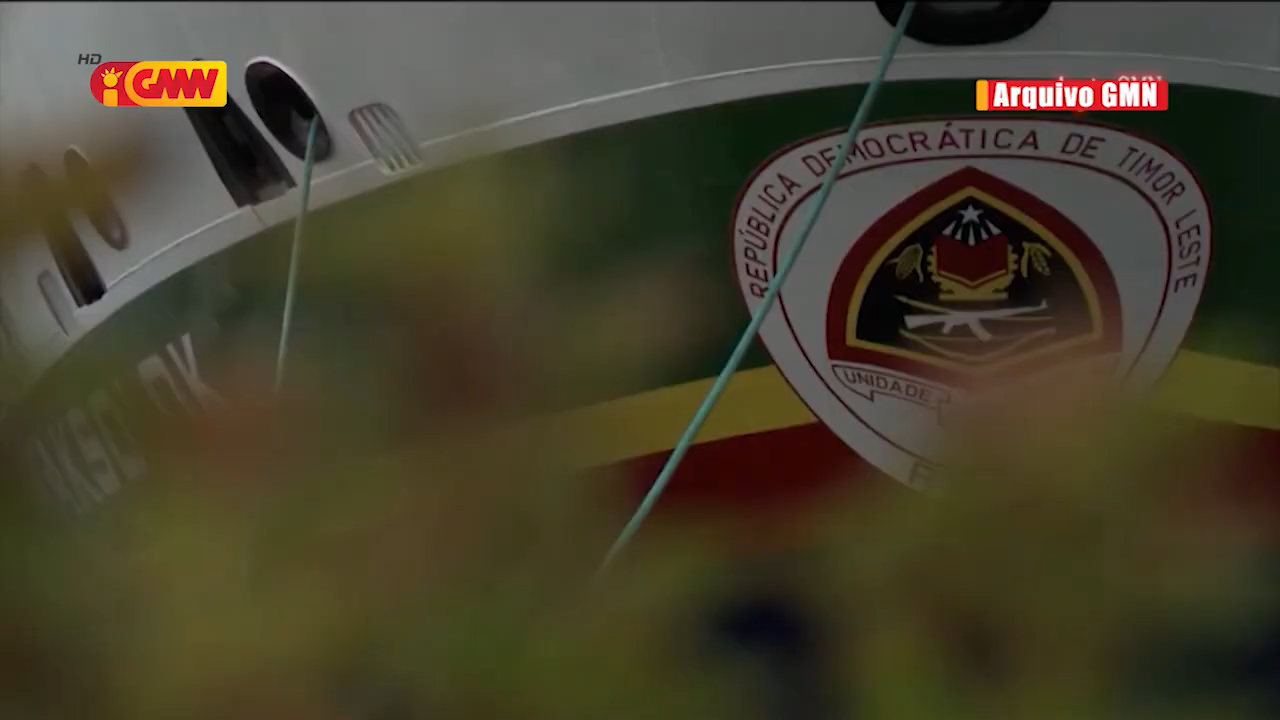 HD
GMN
Arquivo GMN
REPÚBLICA DEMOCRÁTICA DE TIMOR LESTE
UNIDADE